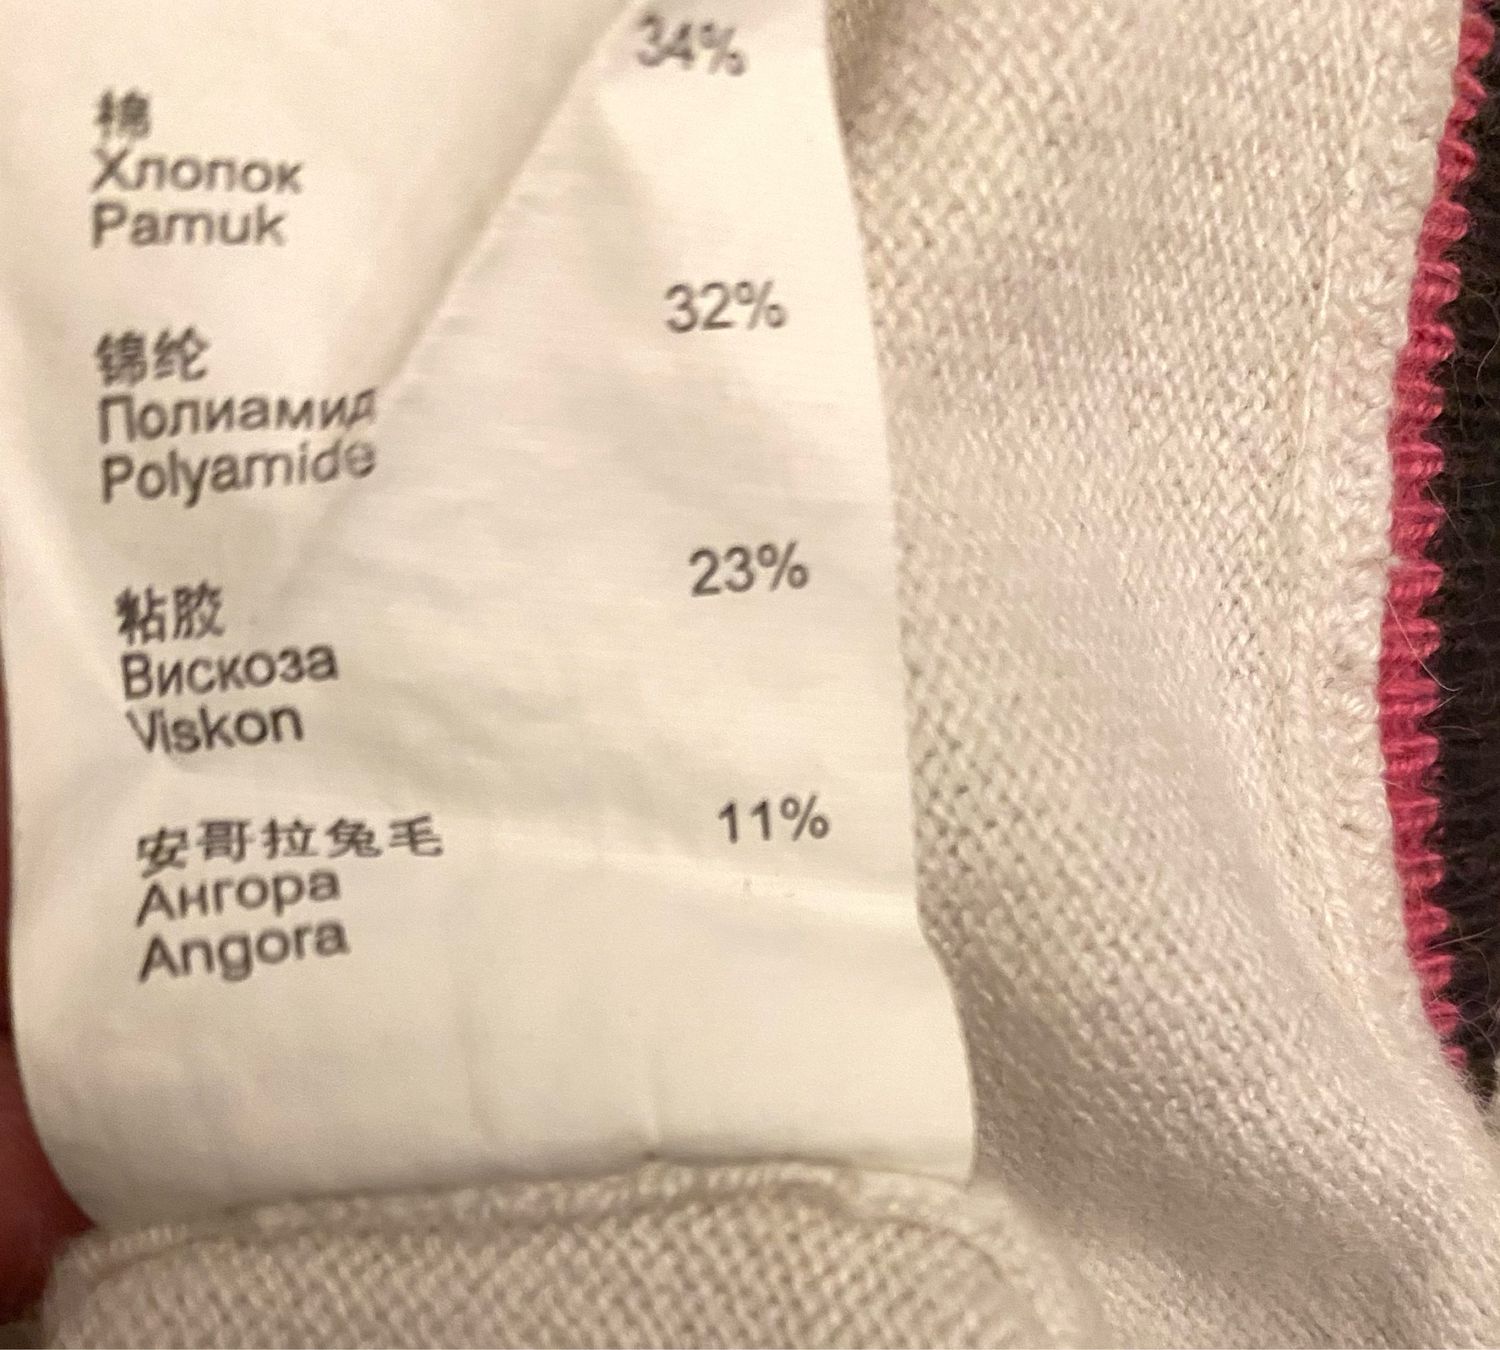 34%
棉
Хлопок
Pamuk
32%
锦纶
Полиамид
Polyamide
23%
粘胶
Вискоза
Viskon
11%
安哥拉兔毛
Ангора
Angora